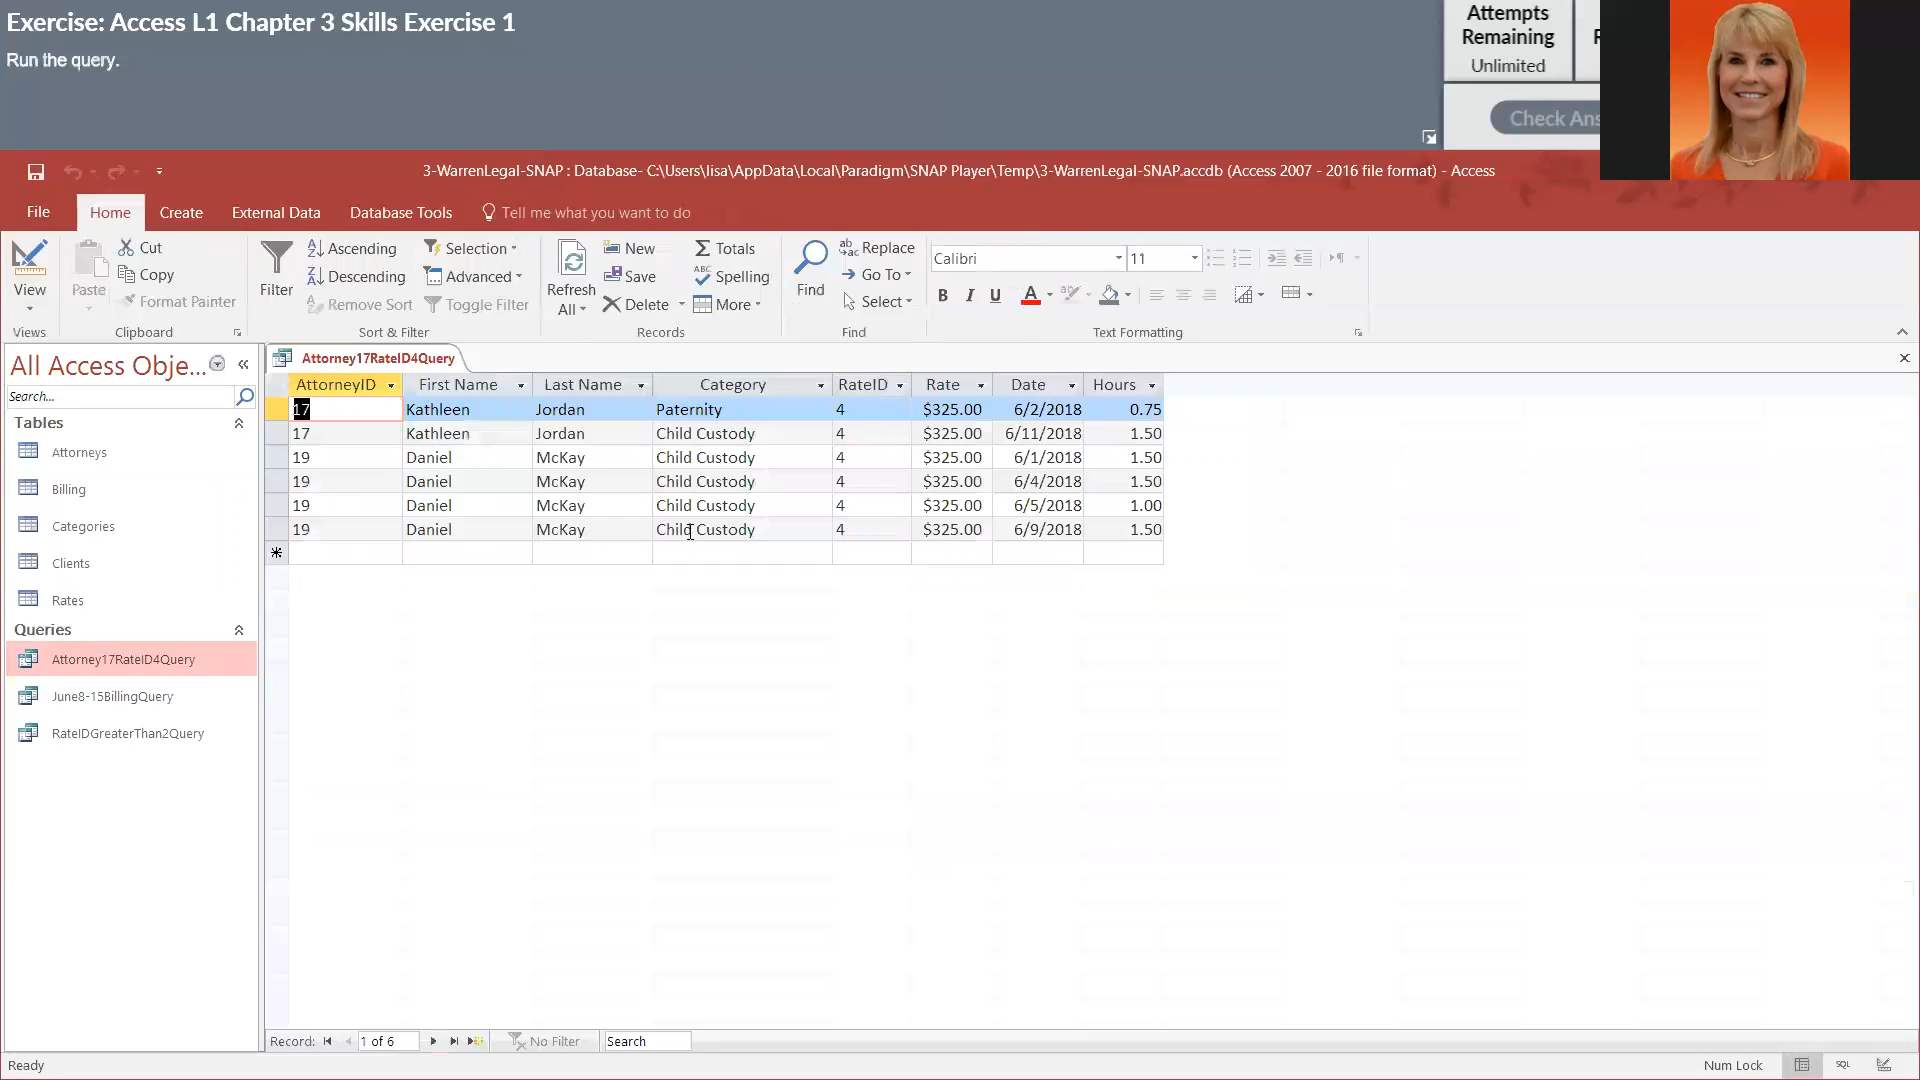 Exercise: Access L1 Chapter 3 Skills Exercise 1
Run the query.
Attempts
Remaining
Unlimited
Check Ans
3-WarrenLegal-SNAP : Database- C:\Users\lisa\AppData\Local\Paradigm\SNAP Player\Temp\3-WarrenLegal-SNAP.accdb (Access 2007 - 2016 file format) - Access
File Home Create External Data Database Tools Tell me what you want to do
View
Views
Paste
Cut
Copy
Format Painter
Clipboard
Filter
Ascending
Descending
Remove Sort
Selection
Advanced
Toggle Filter
Sort & Filter
Refresh
All
New
Save
Delete
Totals
Spelling
More
Records
Find
Replace
Go To
Select
Find
Calibri 11
B I U A
Text Formatting
All Access Obje...
Search...
Tables
Attorneys
Billing
Categories
Clients
Rates
Queries
Attorney17RateID4Query
June8-15BillingQuery
RateIDGreaterThan2Query
Attorney17RateID4Query
AttorneyID First Name Last Name Category RateID Rate Date Hours
17 Kathleen Jordan Paternity 4 $325.00 6/2/2018 0.75
17 Kathleen Jordan Child Custody 4 $325.00 6/11/2018 1.50
19 Daniel McKay Child Custody 4 $325.00 6/1/2018 1.50
19 Daniel McKay Child Custody 4 $325.00 6/4/2018 1.50
19 Daniel McKay Child Custody 4 $325.00 6/5/2018 1.00
19 Daniel McKay Child Custody 4 $325.00 6/9/2018 1.50
Record: 1 of 6 No Filter Search
Ready
Num Lock
SQL